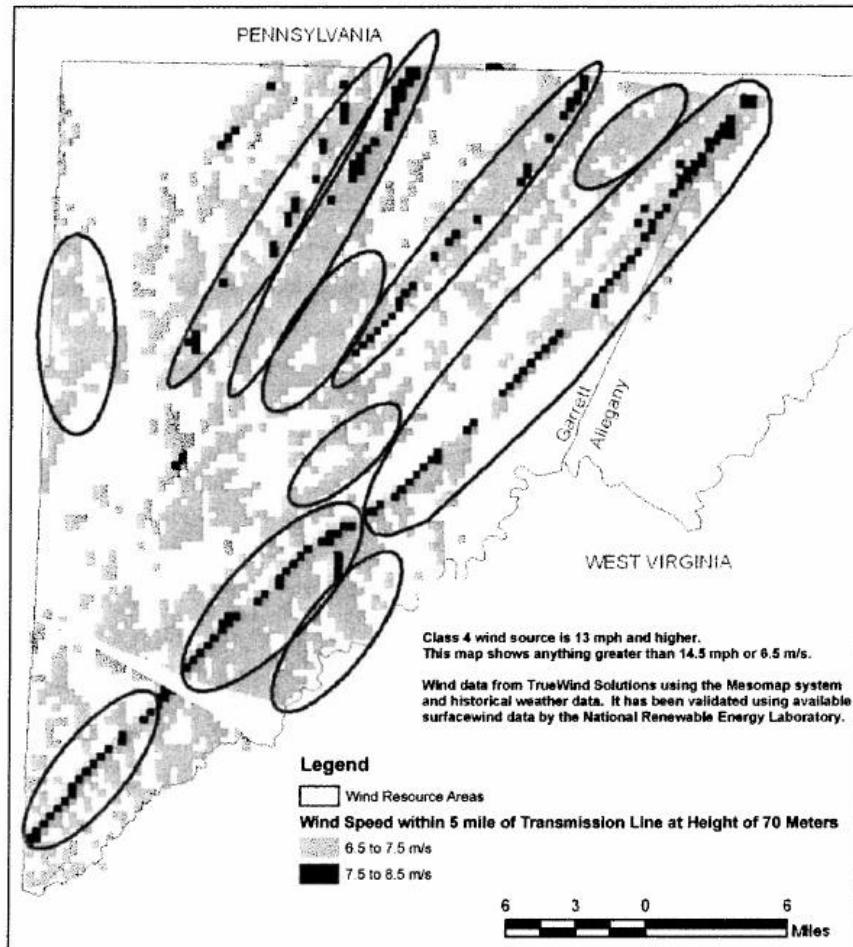 PENNSYLVANIA
Garrett
Allegany
WEST VIRGINIA
Class 4 wind source is 13 mph and higher.
This map shows anything greater than 14.5 mph or 6.5 m/s.
Wind data from TrueWind Solutions using the Mesomap system
and historical weather data. It has been validated using available
surfacewind data by the National Renewable Energy Laboratory.
Legend
Wind Resource Areas
Wind Speed within 5 mile of Transmission Line at Height of 70 Meters
6.5 to 7.5 m/s
7.5 to 8.5 m/s
6 3 0 6
Miles